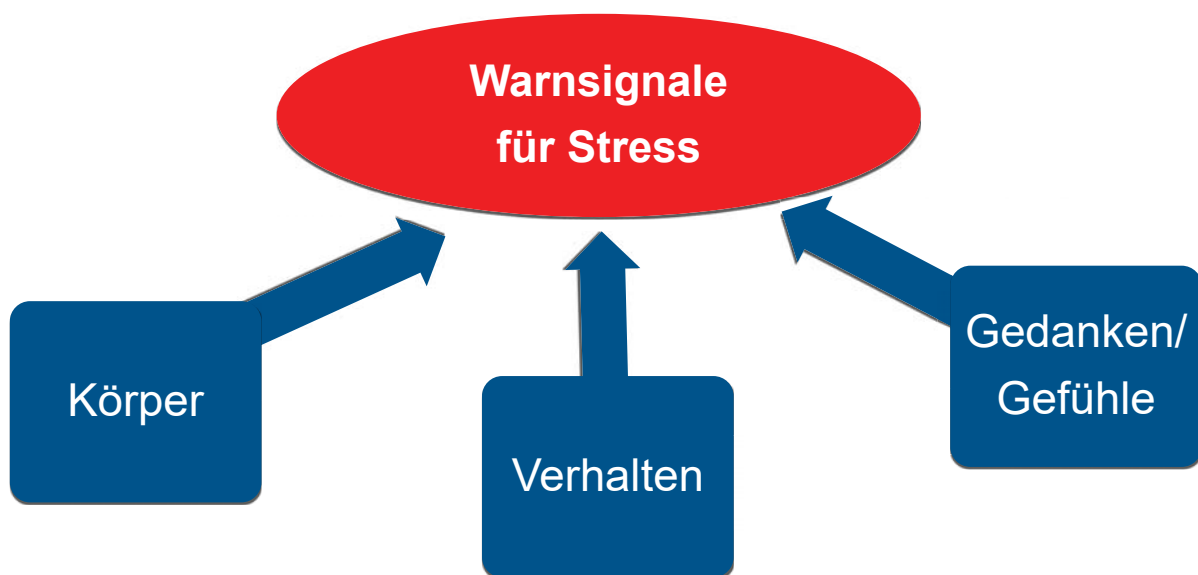 Warnsignale
für Stress
Körper
Verhalten
Gedanken/
Gefühle